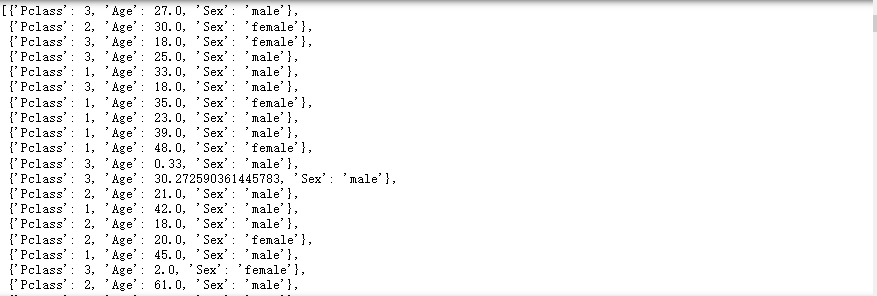 [{'Pclass': 3, 'Age': 27.0, 'Sex': 'male'},
{'Pclass': 2, 'Age': 30.0, 'Sex': 'female'},
{'Pclass': 3, 'Age': 18.0, 'Sex': 'female'},
{'Pclass': 3, 'Age': 25.0, 'Sex': 'male'},
{'Pclass': 1, 'Age': 33.0, 'Sex': 'male'},
{'Pclass': 3, 'Age': 18.0, 'Sex': 'male'},
{'Pclass': 1, 'Age': 35.0, 'Sex': 'female'},
{'Pclass': 1, 'Age': 23.0, 'Sex': 'male'},
{'Pclass': 1, 'Age': 39.0, 'Sex': 'male'},
{'Pclass': 1, 'Age': 48.0, 'Sex': 'female'},
{'Pclass': 3, 'Age': 0.33, 'Sex': 'male'},
{'Pclass': 3, 'Age': 30.272590361445783, 'Sex': 'male'},
{'Pclass': 2, 'Age': 21.0, 'Sex': 'male'},
{'Pclass': 1, 'Age': 42.0, 'Sex': 'male'},
{'Pclass': 2, 'Age': 18.0, 'Sex': 'male'},
{'Pclass': 2, 'Age': 20.0, 'Sex': 'female'},
{'Pclass': 1, 'Age': 45.0, 'Sex': 'male'},
{'Pclass': 3, 'Age': 2.0, 'Sex': 'female'},
{'Pclass': 2, 'Age': 61.0, 'Sex': 'male'},